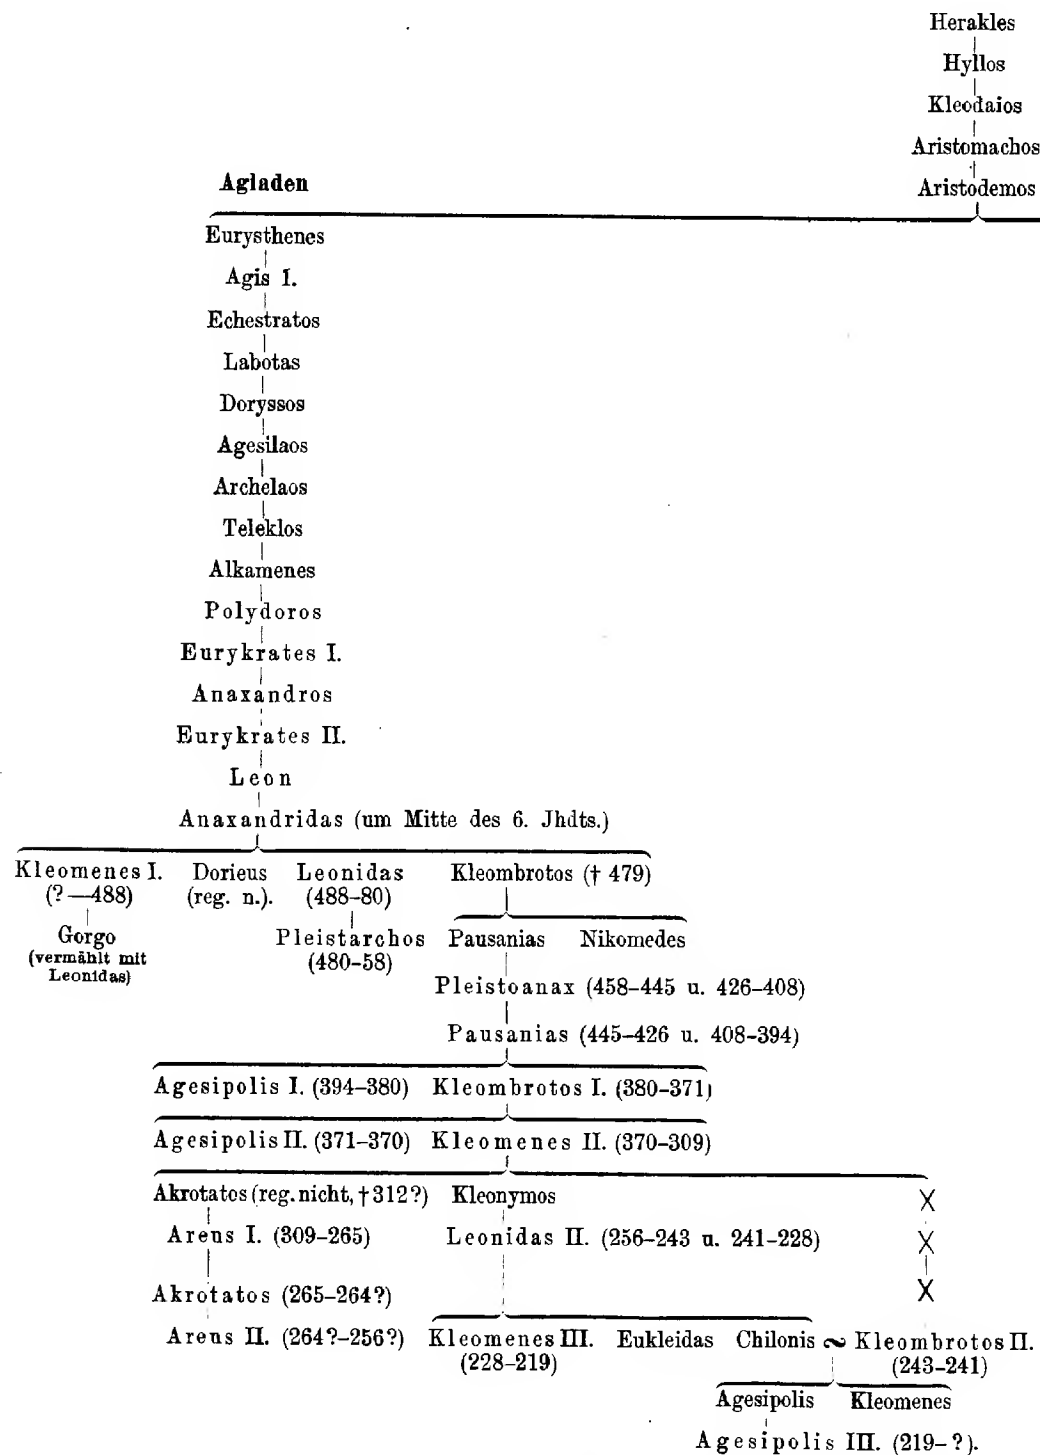 Herakles
Hyllos
Kleodaios
Aristomachos
Agiaden
Aristodemos
Eurysthenes
Agis I.
Echestratos
Labotas
Doryssos
Agesilaos
Archelaos
Teleklos
Alkamenes
Polydoros
Eurykrates I.
Anaxandros
Eurykrates II.
Leon
Anaxandridas (um Mitte des 6. Jhdts.)
Kleomenes I. Dorieus Leonidas Kleombrotos († 479)
(?—488) (reg. n.). (488-80)
Gorgo Pleistarchos Pausanias Nikomedes
(vermählt mit (480-58)
Leonidas)
Pleistoanax (458-445 u. 426-408)
Pausanias (445-426 u. 408-394)
Agesipolis I. (394-380) Kleombrotos I. (380-371)
Agesipolis II. (371-370) Kleomenes II. (370-309)
Akrotatos (reg. nicht, † 312?) Kleonymos X
Areus I. (309-265) Leonidas II. (256-243 u. 241-228) X
Akrotatos (265-264?) X
Areus II. (264?-256?) Kleomenes III. Eukleidas Chilonis ∾ Kleombrotos II.
(228-219) (243-241)
Agesipolis Kleomenes
Agesipolis III. (219-?).